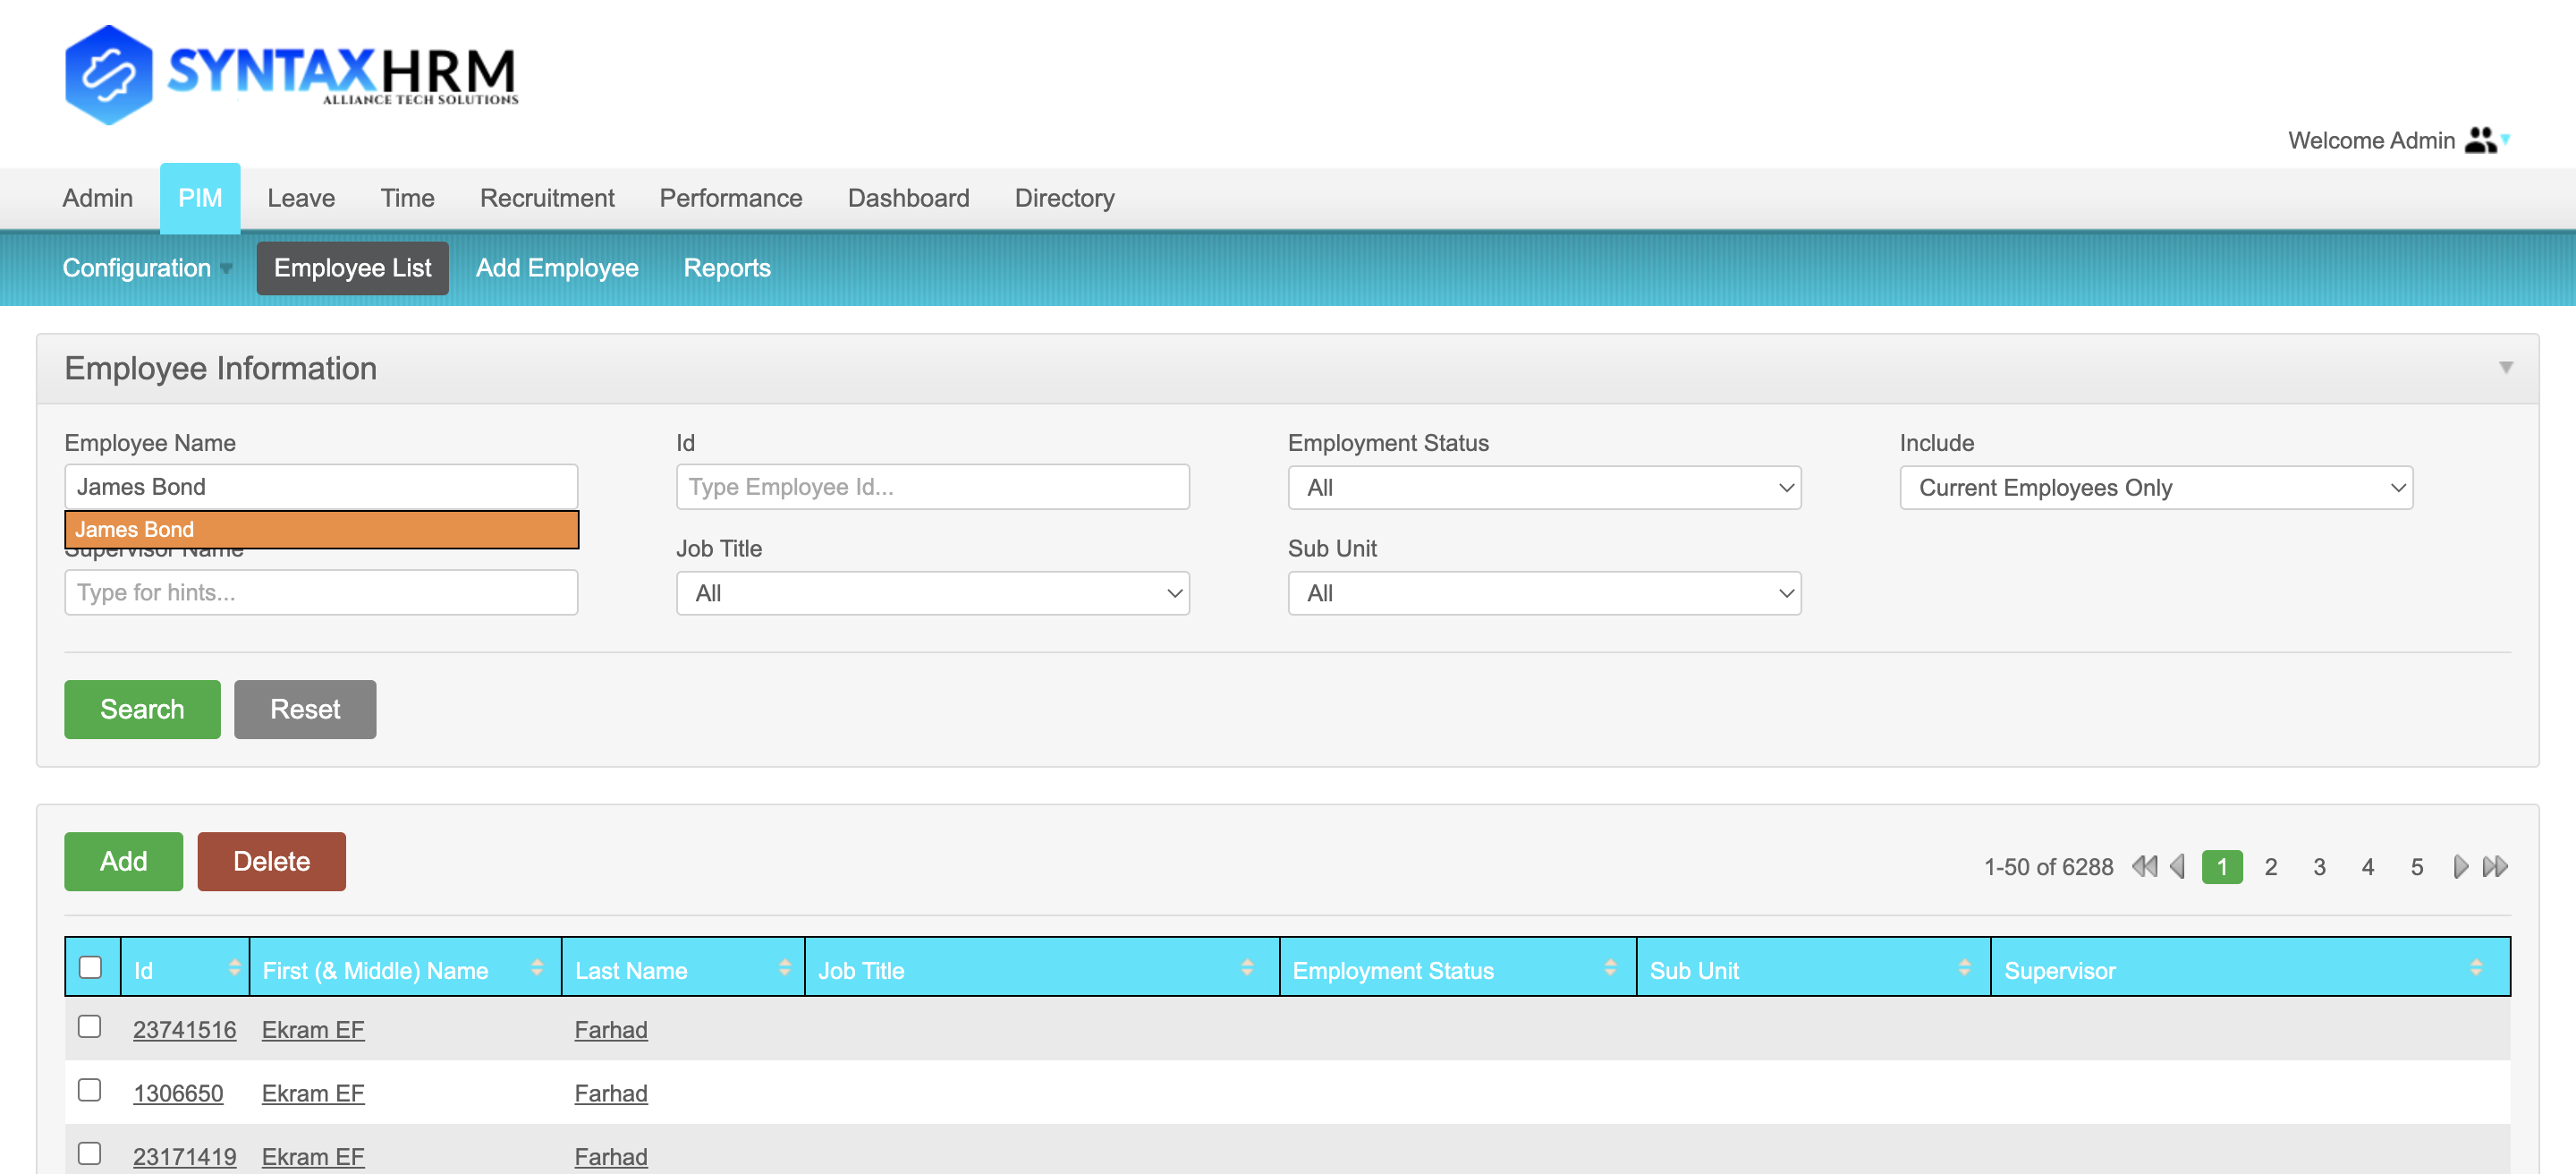 SYNTAXHRM
ALLIANCE TECH SOLUTIONS
Welcome Admin
Admin PIM Leave Time Recruitment Performance Dashboard Directory
Configuration Employee List Add Employee Reports
Employee Information
Employee Name Id Employment Status Include
James Bond Type Employee Id... All Current Employees Only
James Bond
Supervisor Name Job Title Sub Unit
Type for hints... All All
Search Reset
Add Delete 1-50 of 6288 1 2 3 4 5
Id First (& Middle) Name Last Name Job Title Employment Status Sub Unit Supervisor
23741516 Ekram EF Farhad
1306650 Ekram EF Farhad
23171419 Ekram EF Farhad